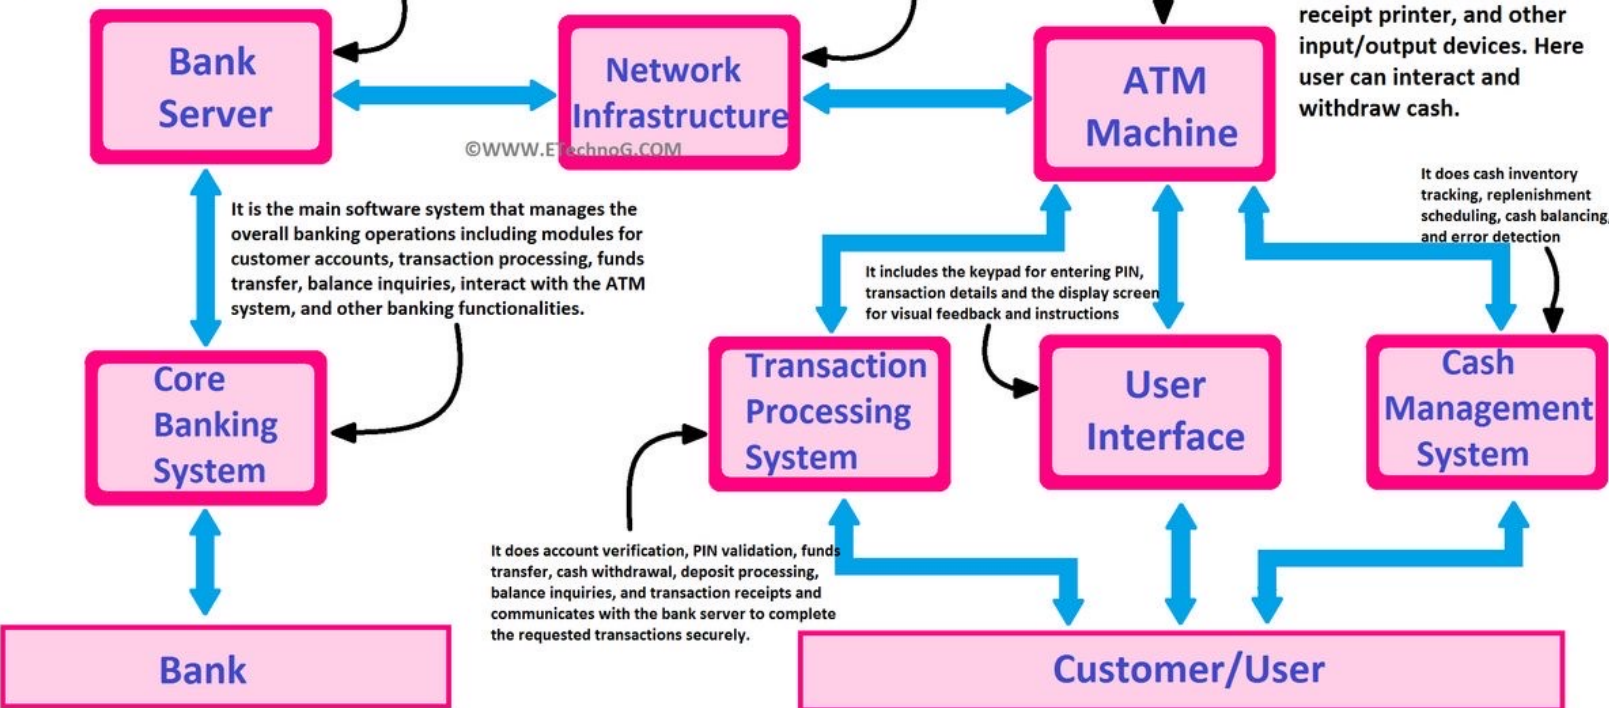 receipt printer, and other
input/output devices. Here
user can interact and
withdraw cash.
Bank
Server
Network
Infrastructure
ATM
Machine
©WWW.ETechnoG.COM
It does cash inventory
tracking, replenishment
scheduling, cash balancing,
and error detection
It is the main software system that manages the
overall banking operations including modules for
customer accounts, transaction processing, funds
transfer, balance inquiries, interact with the ATM
system, and other banking functionalities.
It includes the keypad for entering PIN,
transaction details and the display screen
for visual feedback and instructions
Core
Banking
System
Transaction
Processing
System
User
Interface
Cash
Management
System
It does account verification, PIN validation, funds
transfer, cash withdrawal, deposit processing,
balance inquiries, and transaction receipts and
communicates with the bank server to complete
the requested transactions securely.
Bank
Customer/User